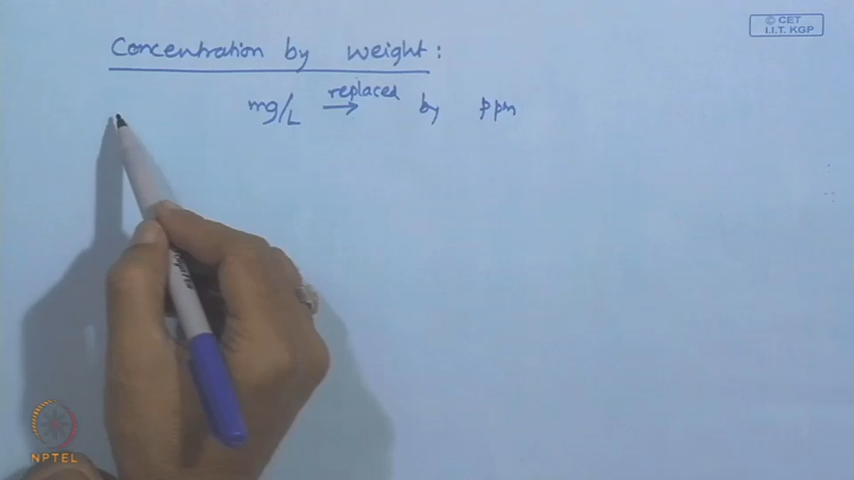 © CET
I.I.T. KGP
Concentration by weight:
replaced
mg/L → by ppm
NPTEL